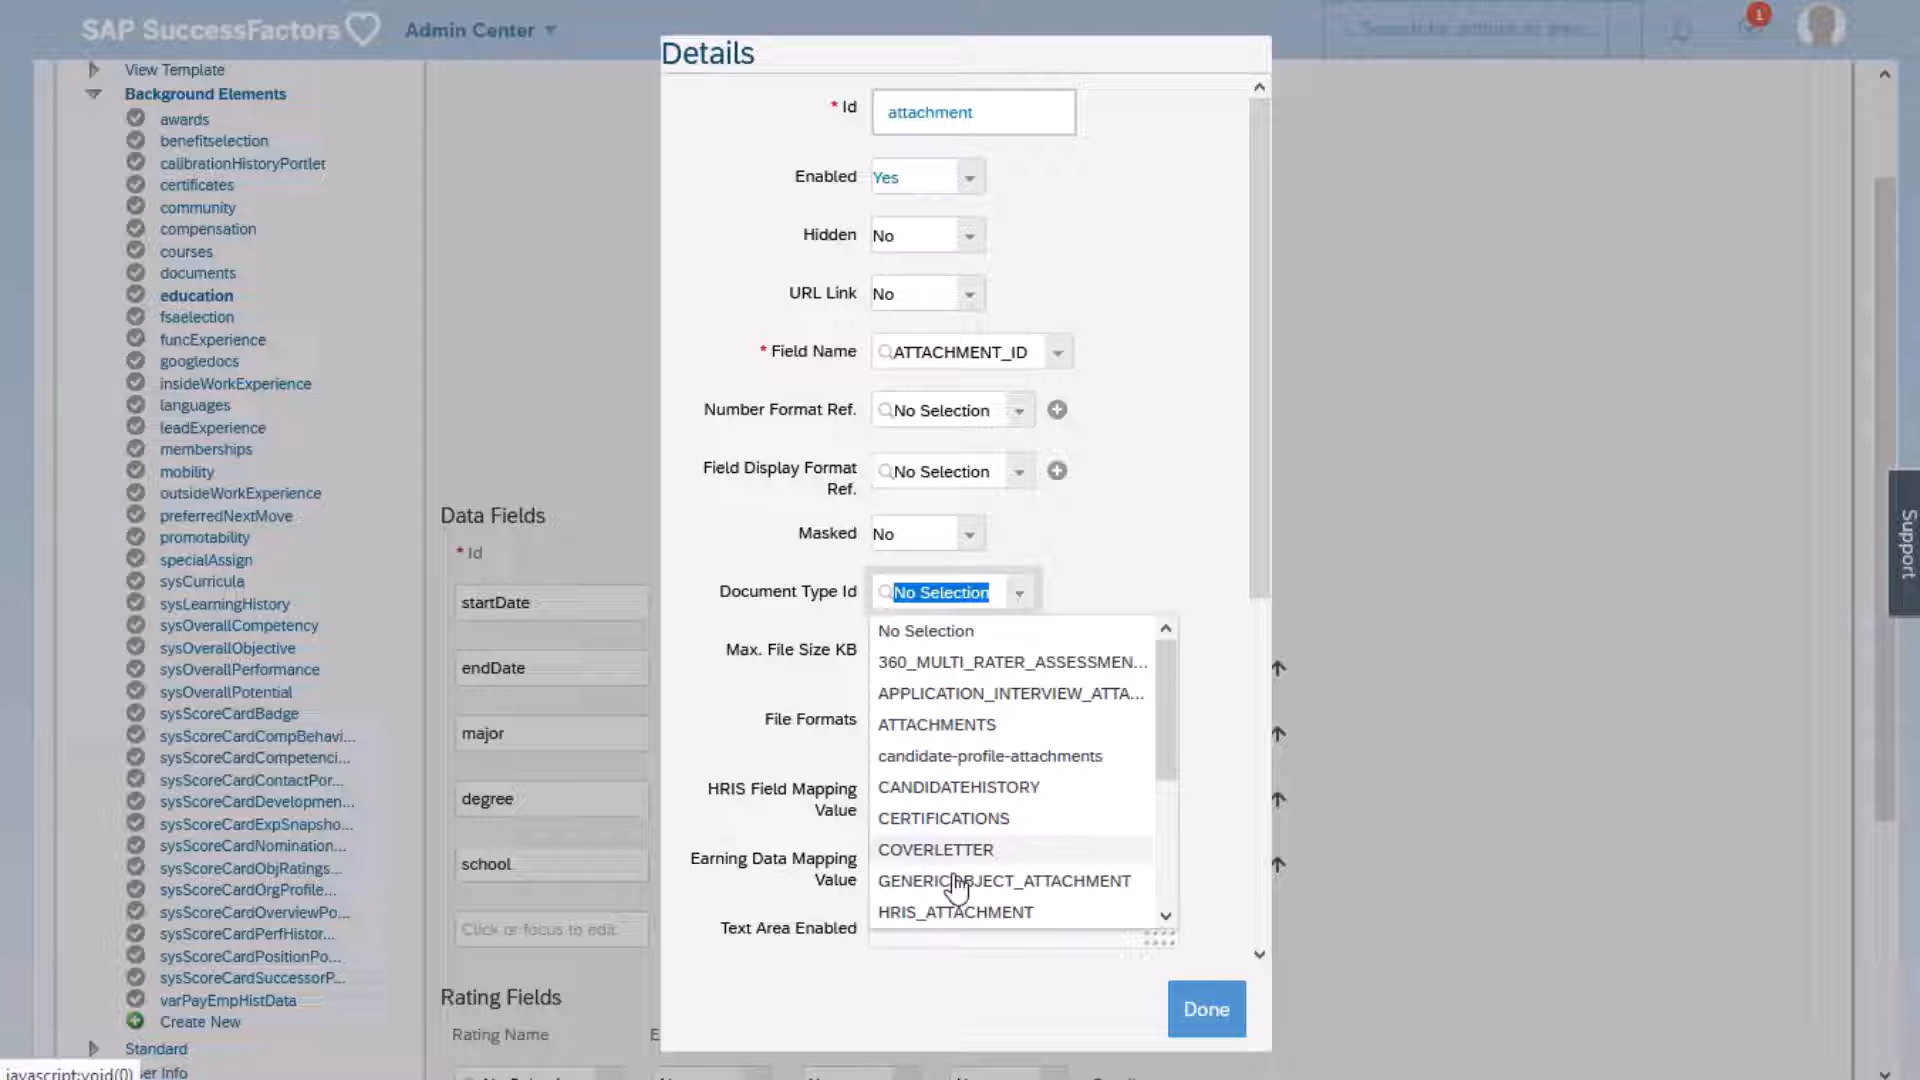 SAP SuccessFactors
Admin Center
1
View Template
Background Elements
awards
benefitselection
calibrationHistoryPortlet
certificates
community
compensation
courses
documents
education
fsaelection
funcExperience
googledocs
insideWorkExperience
languages
leadExperience
memberships
mobility
outsideWorkExperience
preferredNextMove
promotability
specialAssign
sysCurricula
sysLearningHistory
sysOverallCompetency
sysOverallObjective
sysOverallPerformance
sysOverallPotential
sysScoreCardBadge
sysScoreCardCompBehavi...
sysScoreCardCompetenci...
sysScoreCardContactPor...
sysScoreCardDevelopmen...
sysScoreCardExpSnapsho...
sysScoreCardNomination...
sysScoreCardObjRatings...
sysScoreCardOrgProfile...
sysScoreCardOverviewPo...
sysScoreCardPerfHistor...
sysScoreCardPositionPo...
sysScoreCardSuccessorP...
varPayEmpHistData
Create New
Standard
ser Info
javascript:void(0)
Data Fields
* Id
startDate
endDate
major
degree
school
Click or focus to edit.
Rating Fields
Rating Name
Details
* Id attachment
Enabled Yes
Hidden No
URL Link No
* Field Name ATTACHMENT_ID
Number Format Ref. No Selection
Field Display Format Ref. No Selection
Masked No
Document Type Id No Selection
No Selection
360_MULTI_RATER_ASSESSMEN...
APPLICATION_INTERVIEW_ATTA...
ATTACHMENTS
candidate-profile-attachments
CANDIDATEHISTORY
CERTIFICATIONS
COVERLETTER
GENERIC OBJECT_ATTACHMENT
HRIS_ATTACHMENT
Max. File Size KB
File Formats
HRIS Field Mapping Value
Earning Data Mapping Value
Text Area Enabled
Done
Support